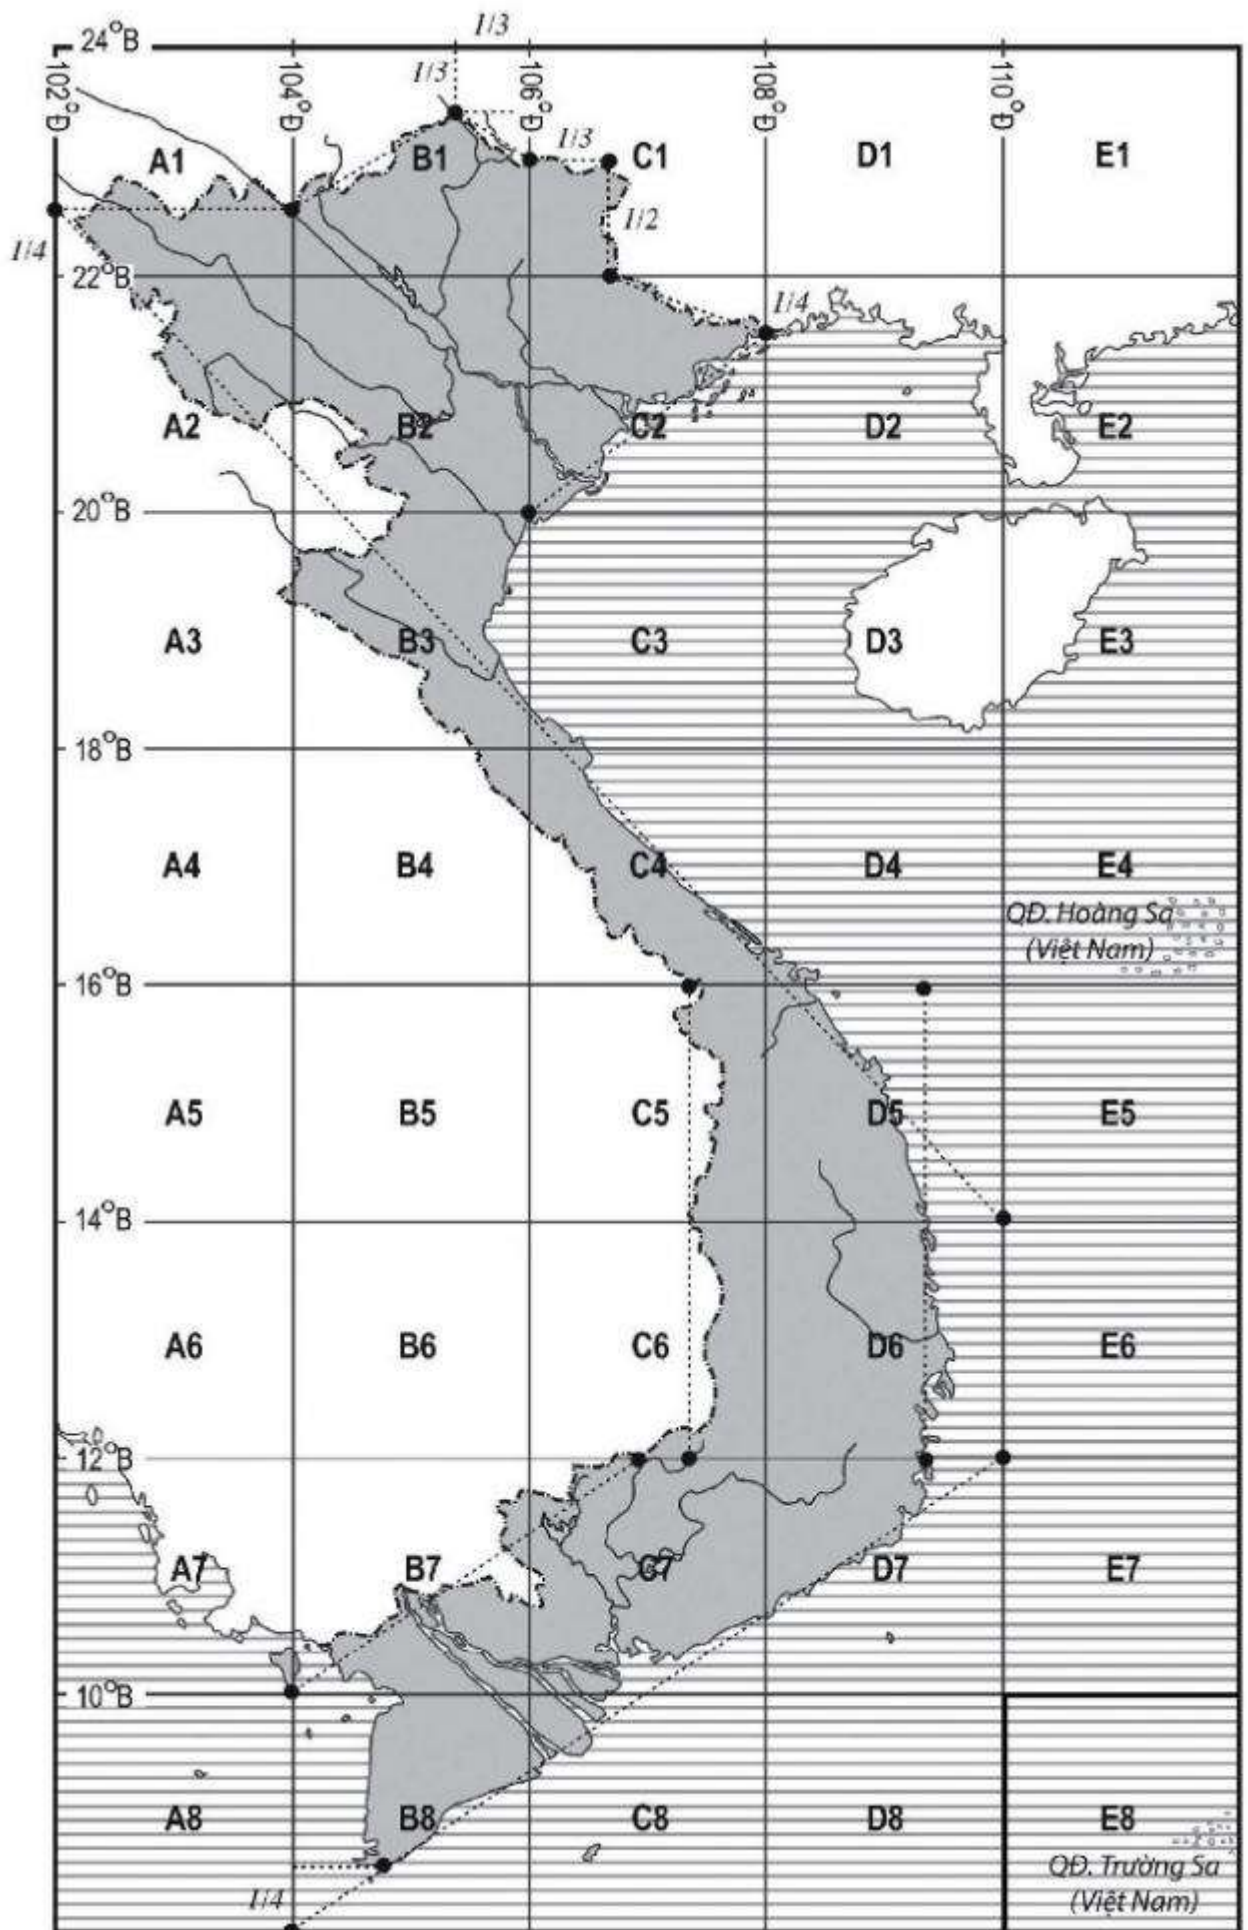 1/3
24°B
1/3
102°Đ
104°Đ
106°Đ
108°Đ
110°Đ
1/3
A1
B1
C1
D1
E1
1/2
1/4
22°B
1/4
A2
B2
C2
D2
E2
20°B
A3
B3
C3
D3
E3
18°B
A4
B4
C4
D4
E4
QĐ. Hoàng Sa
(Việt Nam)
16°B
A5
B5
C5
D5
E5
14°B
A6
B6
C6
D6
E6
12°B
A7
B7
C7
D7
E7
10°B
A8
B8
C8
D8
E8
QĐ. Trường Sa
(Việt Nam)
1/4